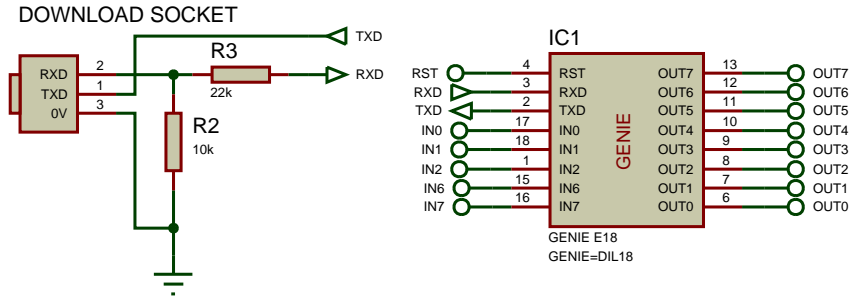 DOWNLOAD SOCKET
TXD
RXD 2
TXD 1
0V 3
R3
22k
RXD
R2
10k
IC1
RST 4 RST OUT7 13 OUT7
RXD 3 RXD OUT6 12 OUT6
TXD 2 TXD OUT5 11 OUT5
IN0 17 IN0 OUT4 10 OUT4
IN1 18 IN1 OUT3 9 OUT3
IN2 1 IN2 OUT2 8 OUT2
IN6 15 IN6 OUT1 7 OUT1
IN7 16 IN7 OUT0 6 OUT0
GENIE
GENIE E18
GENIE=DIL18